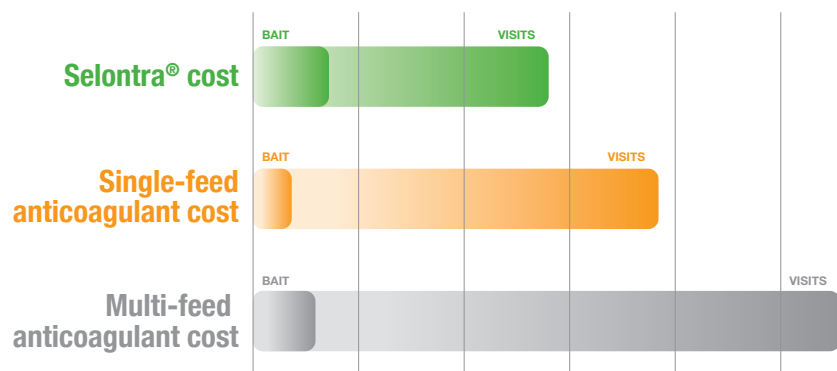 BAIT VISITS
Selontra® cost
BAIT VISITS
Single-feed
anticoagulant cost
BAIT VISITS
Multi-feed
anticoagulant cost